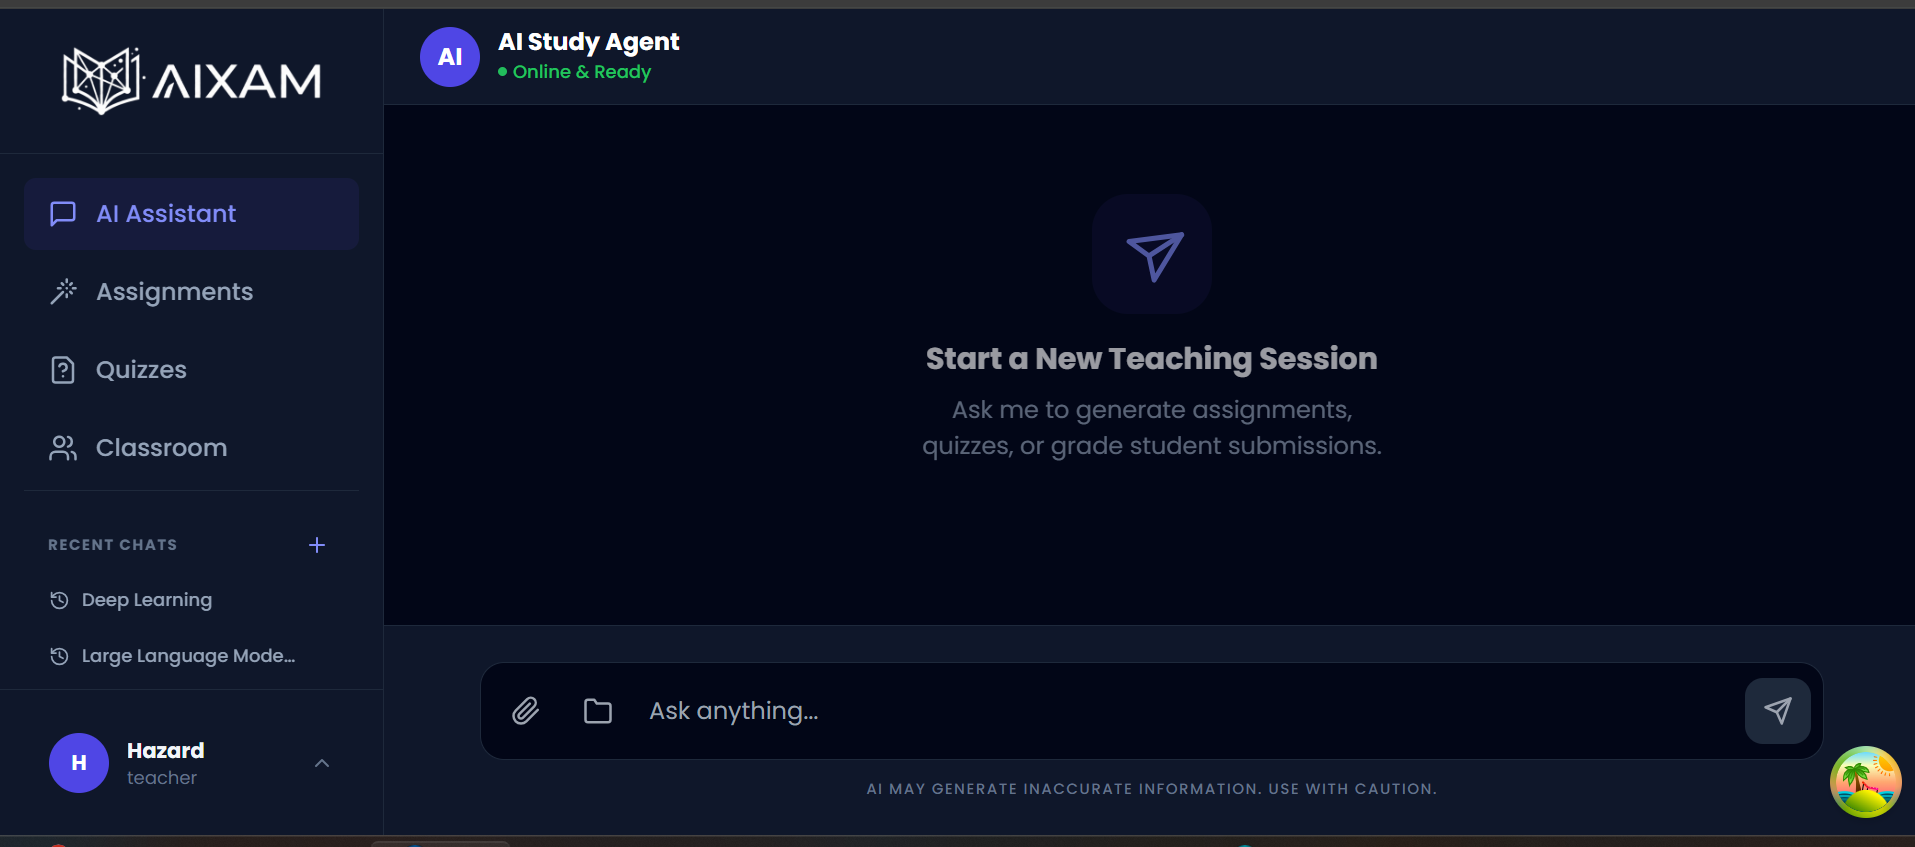 AIXAM
AI Assistant
Assignments
Quizzes
Classroom
RECENT CHATS
Deep Learning
Large Language Mode...
H
Hazard
teacher
AI
AI Study Agent
Online & Ready
Start a New Teaching Session
Ask me to generate assignments,
quizzes, or grade student submissions.
Ask anything...
AI MAY GENERATE INACCURATE INFORMATION. USE WITH CAUTION.